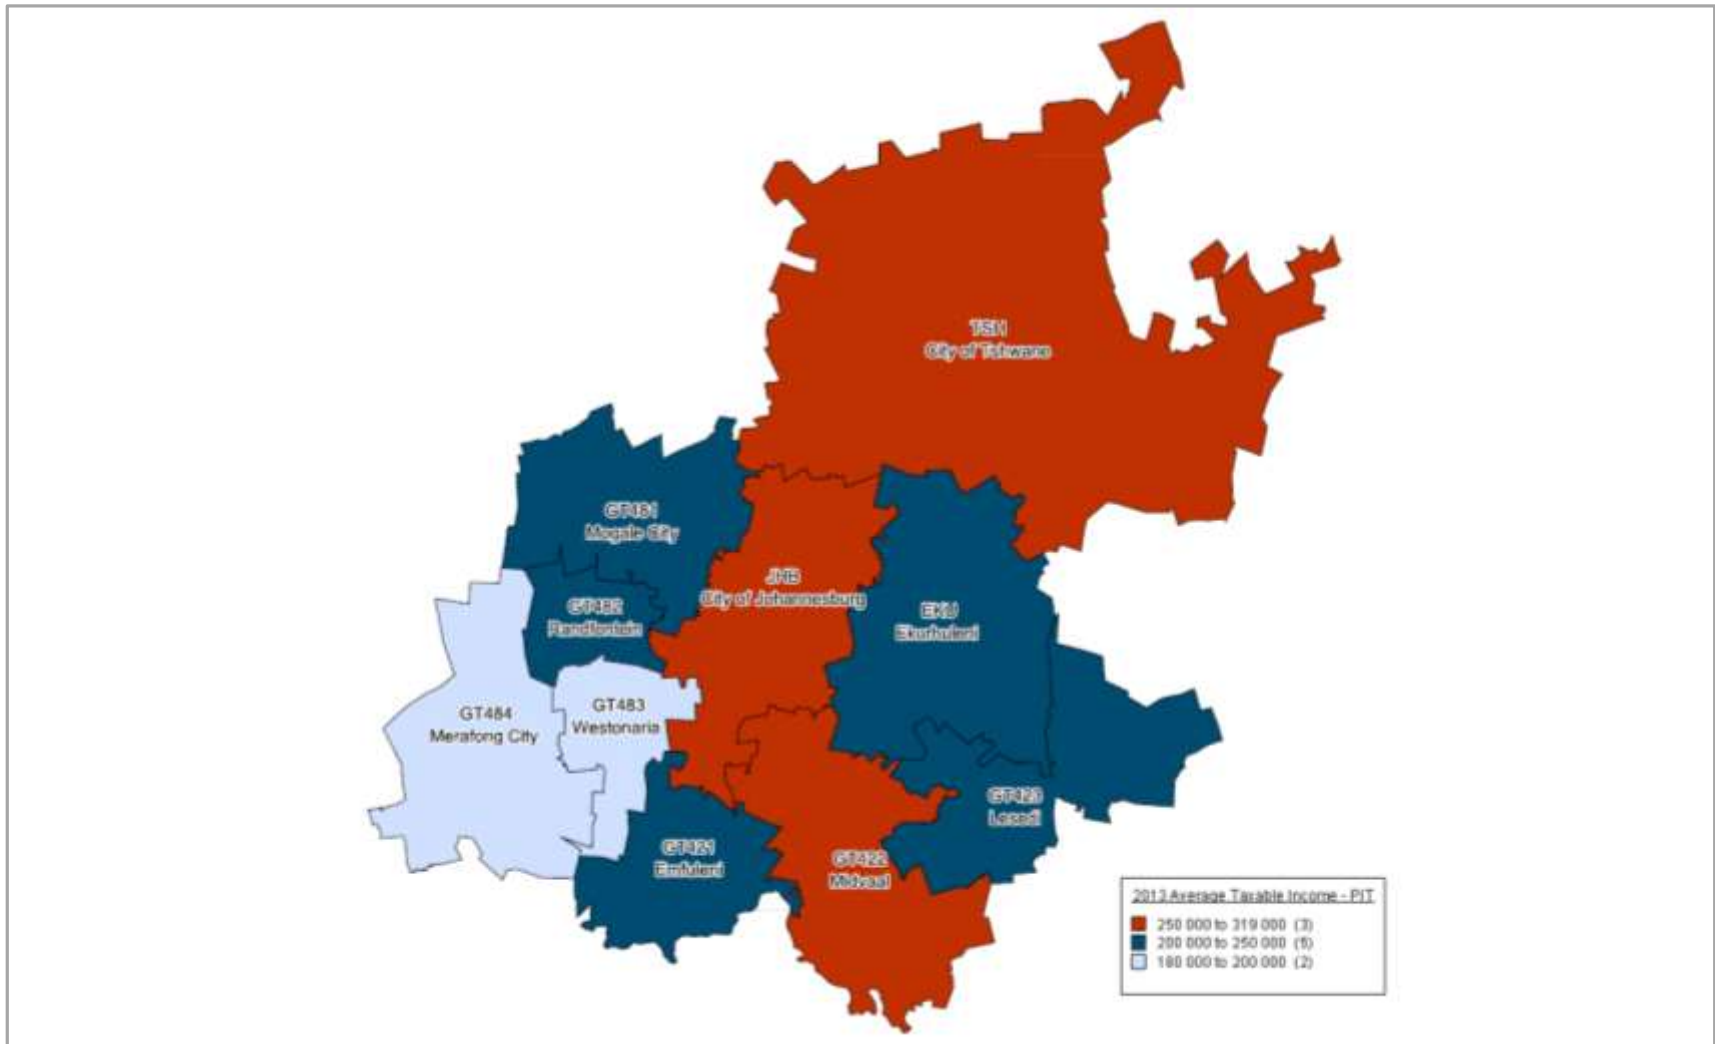 TSH
City of Tshwane
GT481
Mogale City
JHB
City of Johannesburg
GT482
Randfontein
EKU
Ekurhuleni
GT483
Westonaria
GT484
Merafong City
GT423
Lesedi
GT421
Emfuleni
GT422
Midvaal
2013 Average Taxable Income - PIT
250 000 to 319 000 (3)
200 000 to 250 000 (5)
180 000 to 200 000 (2)